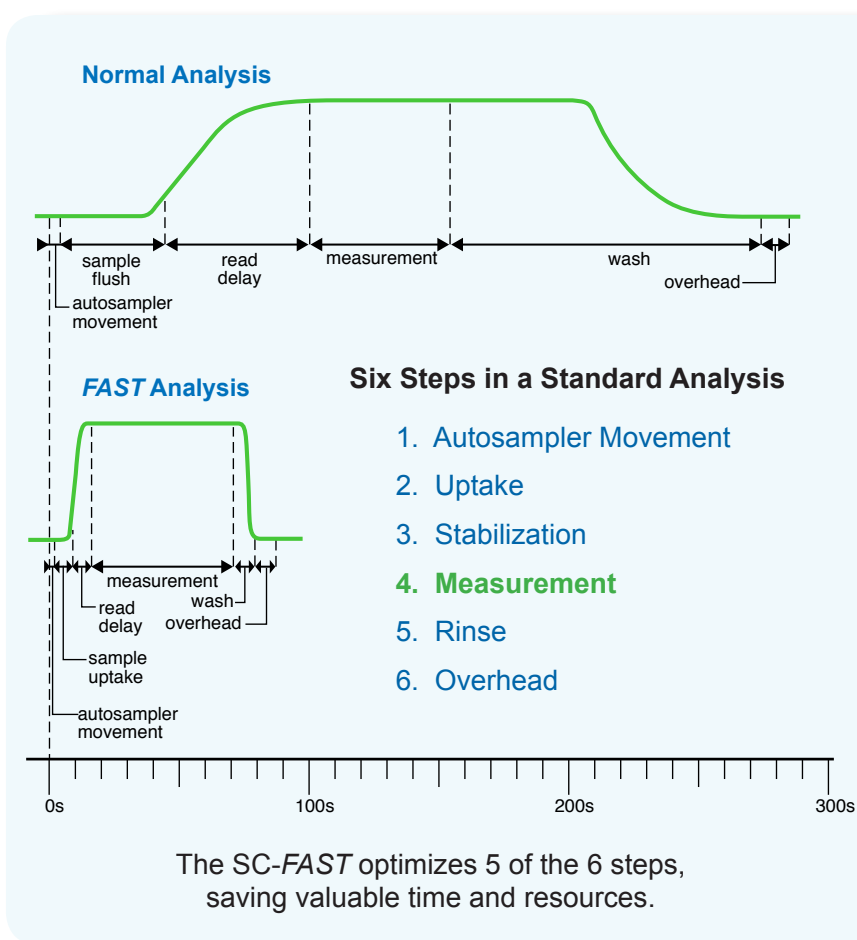 Normal Analysis
sample
flush
read
delay
measurement
wash
overhead
autosampler
movement
FAST Analysis
measurement
wash
overhead
read
delay
sample
uptake
autosampler
movement
Six Steps in a Standard Analysis
1. Autosampler Movement
2. Uptake
3. Stabilization
4. Measurement
5. Rinse
6. Overhead
0s
100s
200s
300s
The SC-FAST optimizes 5 of the 6 steps,
saving valuable time and resources.